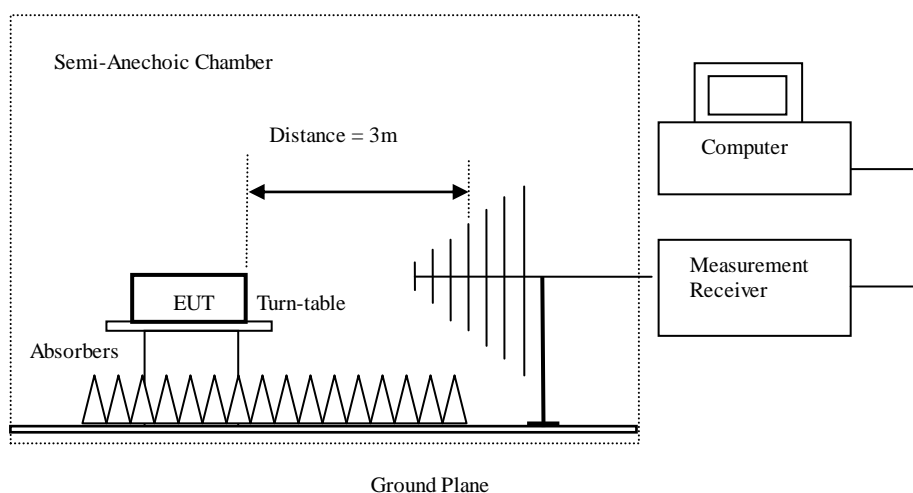 Semi-Anechoic Chamber
Distance = 3m
Computer
Measurement
Receiver
EUT
Turn-table
Absorbers
Ground Plane